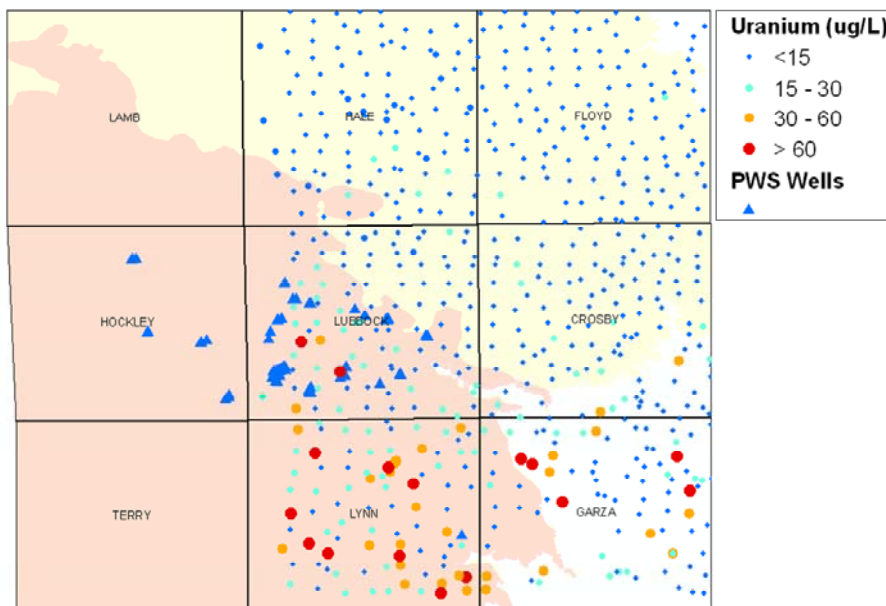 Uranium (ug/L)
<15
15 - 30
30 - 60
> 60
PWS Wells
LAMB
HALE
FLOYD
HOCKLEY
LUBBOCK
CROSBY
TERRY
LYNN
GARZA